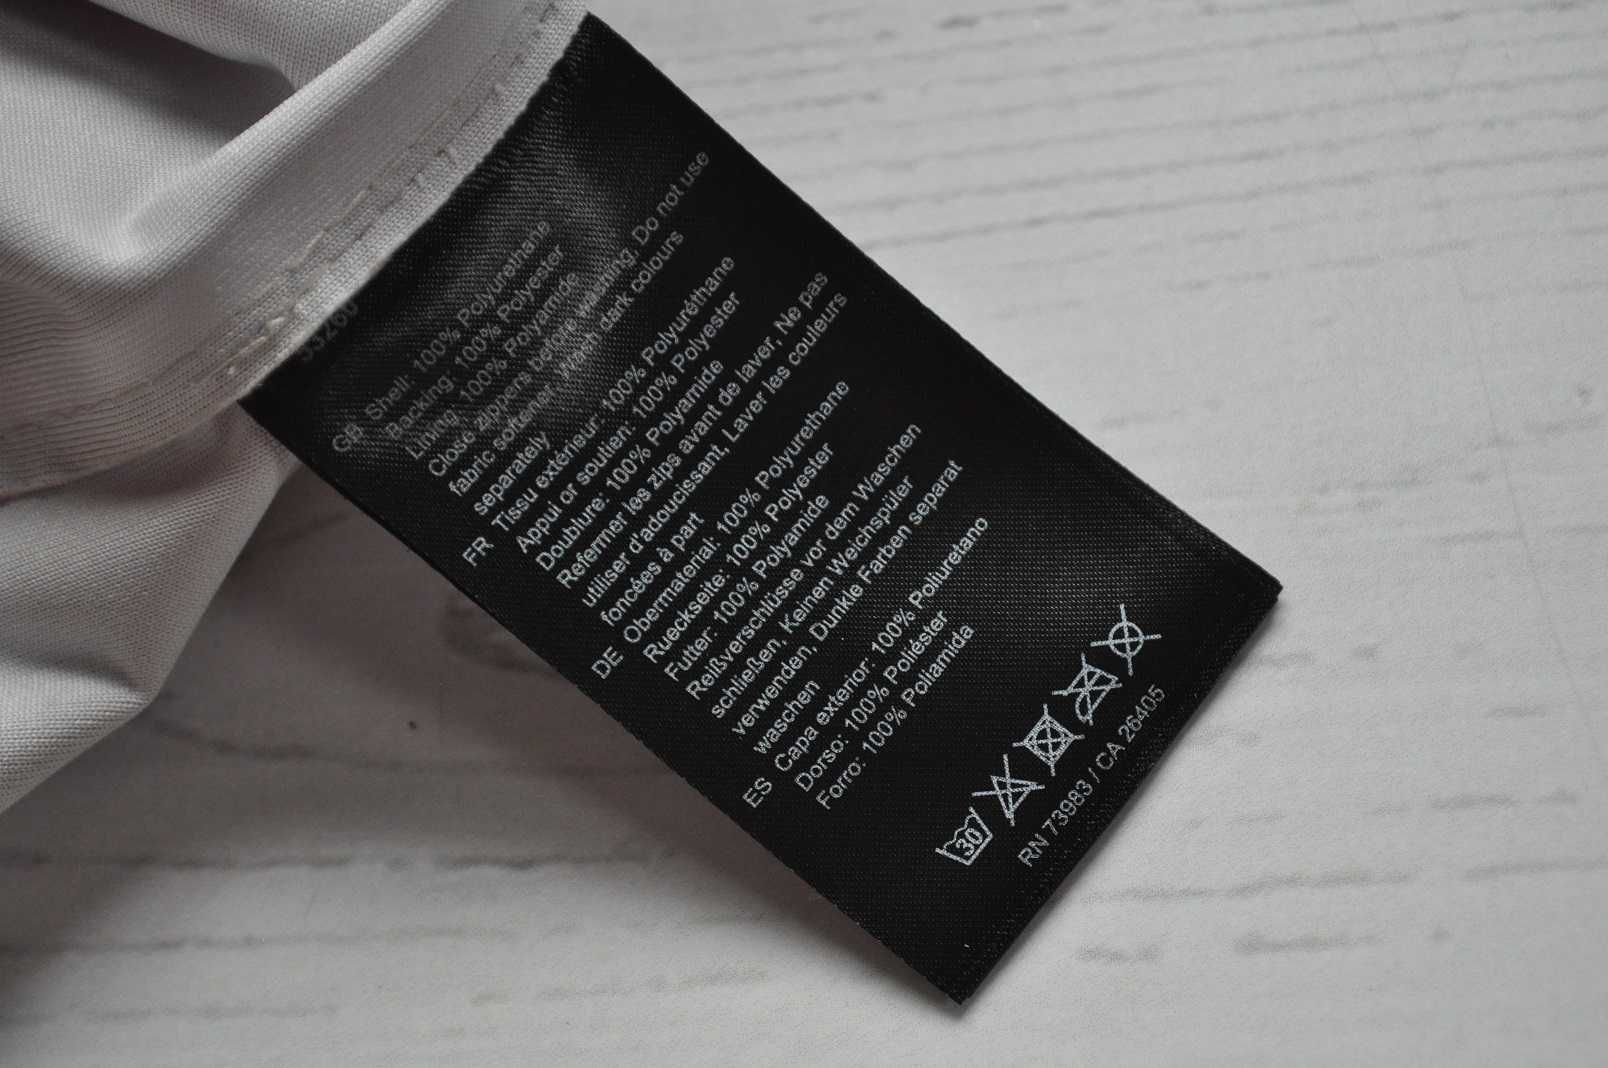 53260
GB Shell: 100% Polyurethane
Backing: 100% Polyester
Lining: 100% Polyamide
Close zippers before washing, Do not use
fabric softener, Wash dark colours
separately
FR Tissu extérieur: 100% Polyuréthane
Appui or soutien: 100% Polyester
Doublure: 100% Polyamide
Refermer les zips avant de laver, Ne pas
utiliser d'adoucissant, Laver les couleurs
foncées à part
DE Obermaterial: 100% Polyurethane
Rueckseite: 100% Polyester
Futter: 100% Polyamide
Reißverschlüsse vor dem Waschen
schließen, Keinen Weichspüler
verwenden, Dunkle Farben separat
waschen
ES Capa exterior: 100% Poliuretano
Dorso: 100% Poliéster
Forro: 100% Poliamida
30
RN 73983 / CA 26405